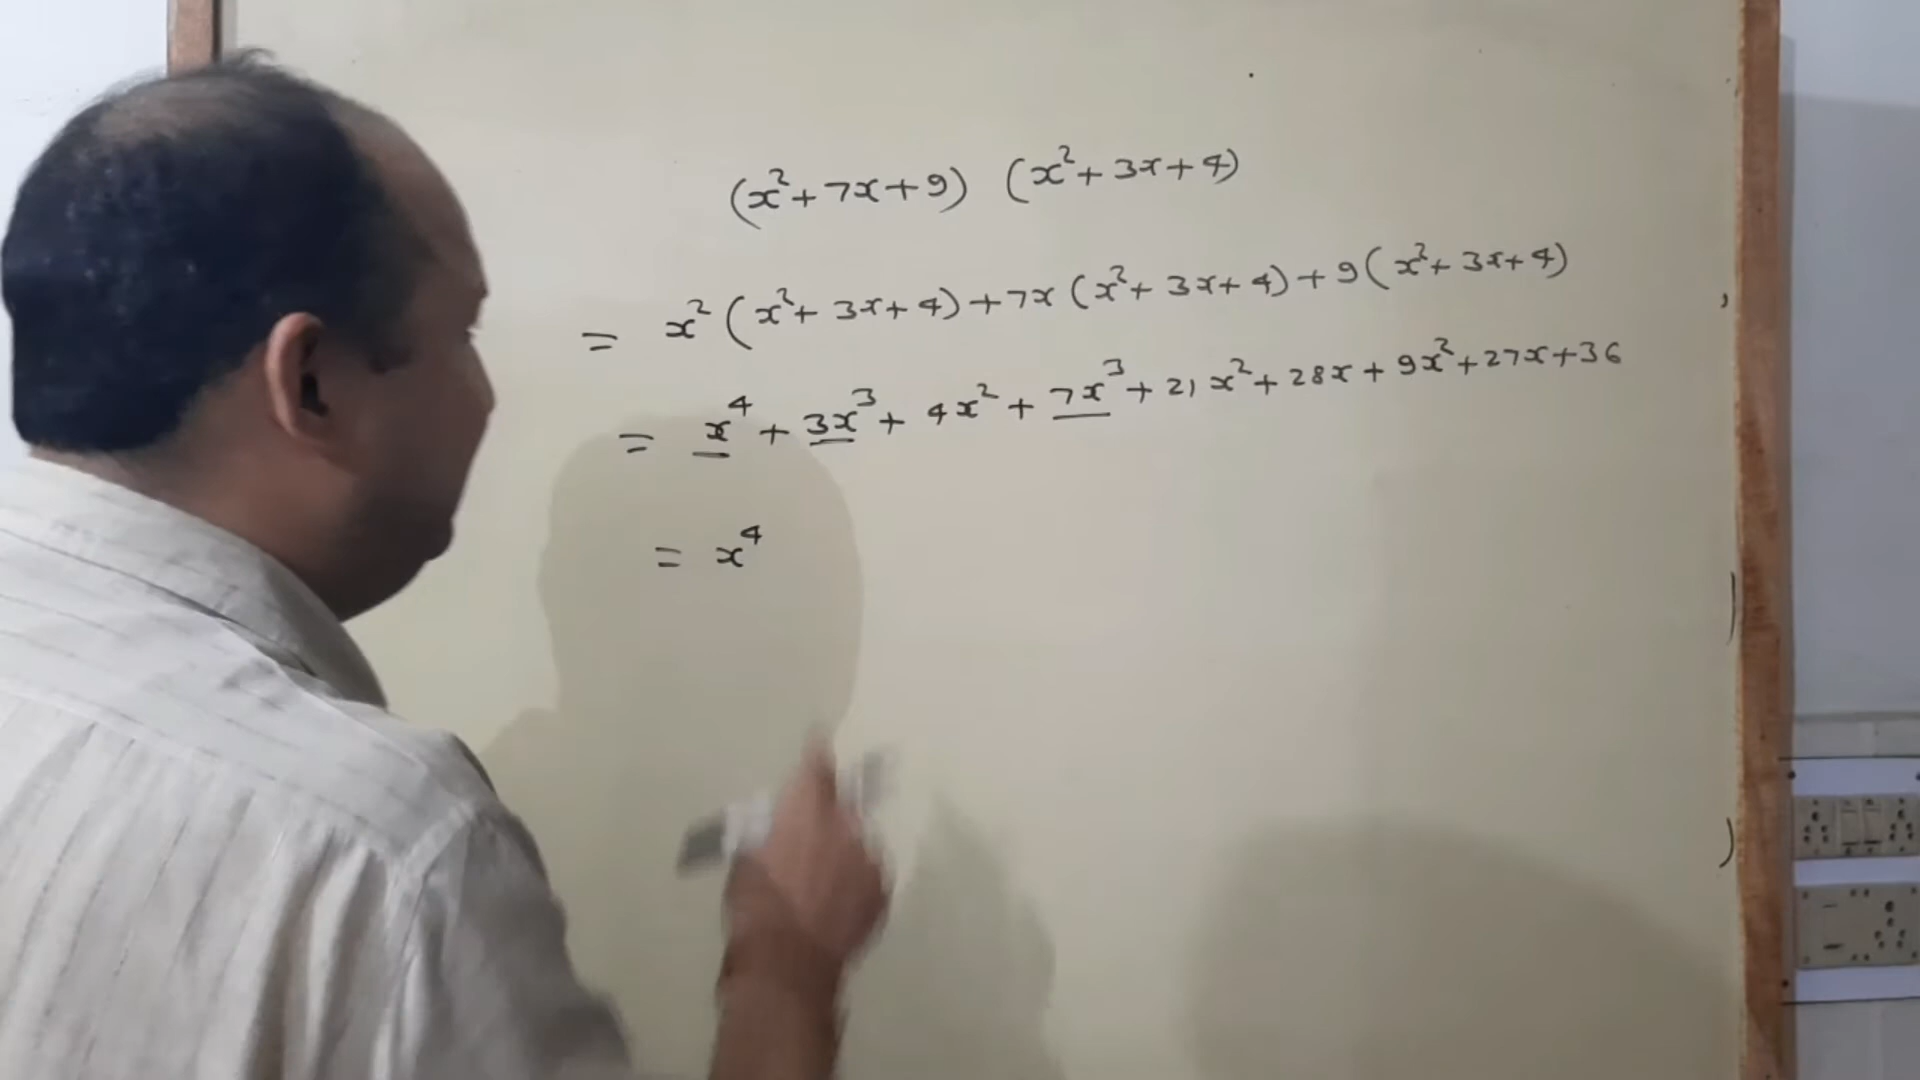 (x²+7x+9) (x²+3x+4)
= x²(x²+3x+4)+7x(x²+3x+4)+9(x²+3x+4)
= x⁴+3x³+4x²+7x³+21x²+28x+9x²+27x+36
= x⁴